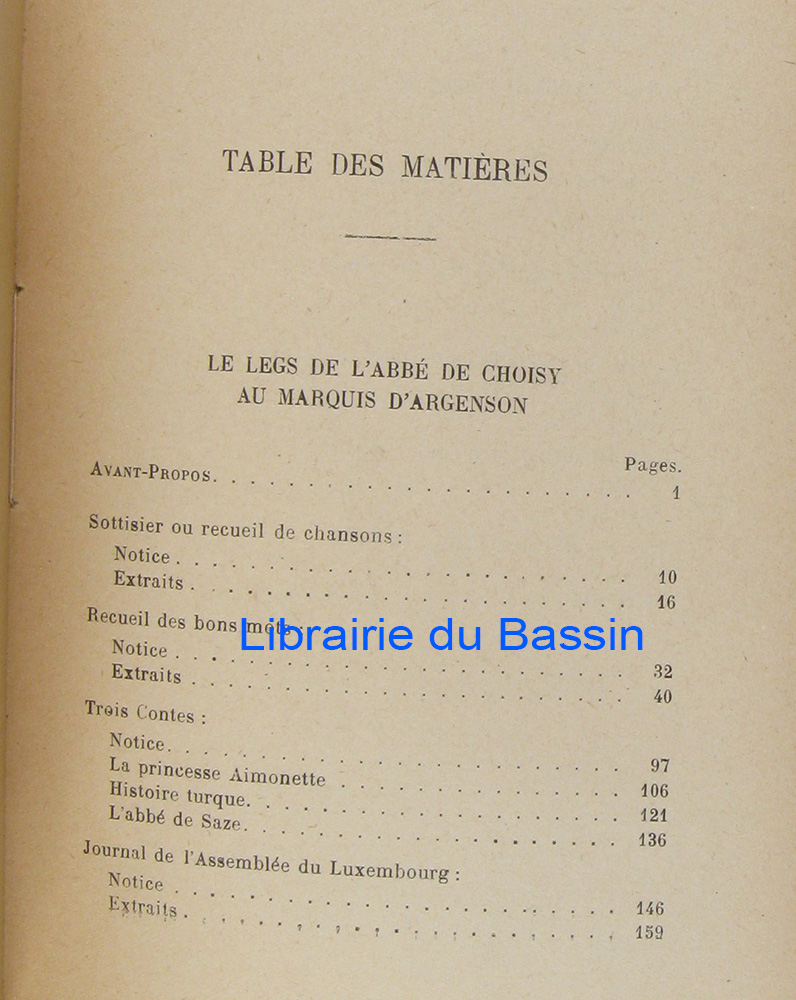 TABLE DES MATIÈRES
LE LEGS DE L'ABBÉ DE CHOISY
AU MARQUIS D'ARGENSON
Pages.
AVANT-PROPOS. . . . . . . . . . . . . . . . . . . . . . 1
Sottisier ou recueil de chansons :
Notice . . . . . . . . . . . . . . . . . . . . . . . . 10
Extraits . . . . . . . . . . . . . . . . . . . . . . . 16
Recueil des bons mots :
Librairie du Bassin
Notice . . . . . . . . . . . . . . . . . . . . . . . . 32
Extraits . . . . . . . . . . . . . . . . . . . . . . . 40
Trois Contes :
Notice. . . . . . . . . . . . . . . . . . . . . . . . 97
La princesse Aimonette . . . . . . . . . . . . . . . 106
Histoire turque. . . . . . . . . . . . . . . . . . . . 121
L'abbé de Saze. . . . . . . . . . . . . . . . . . . . 136
Journal de l'Assemblée du Luxembourg :
Notice . . . . . . . . . . . . . . . . . . . . . . . . 146
Extraits . . . . . . . . . . . . . . . . . . . . . . . 159